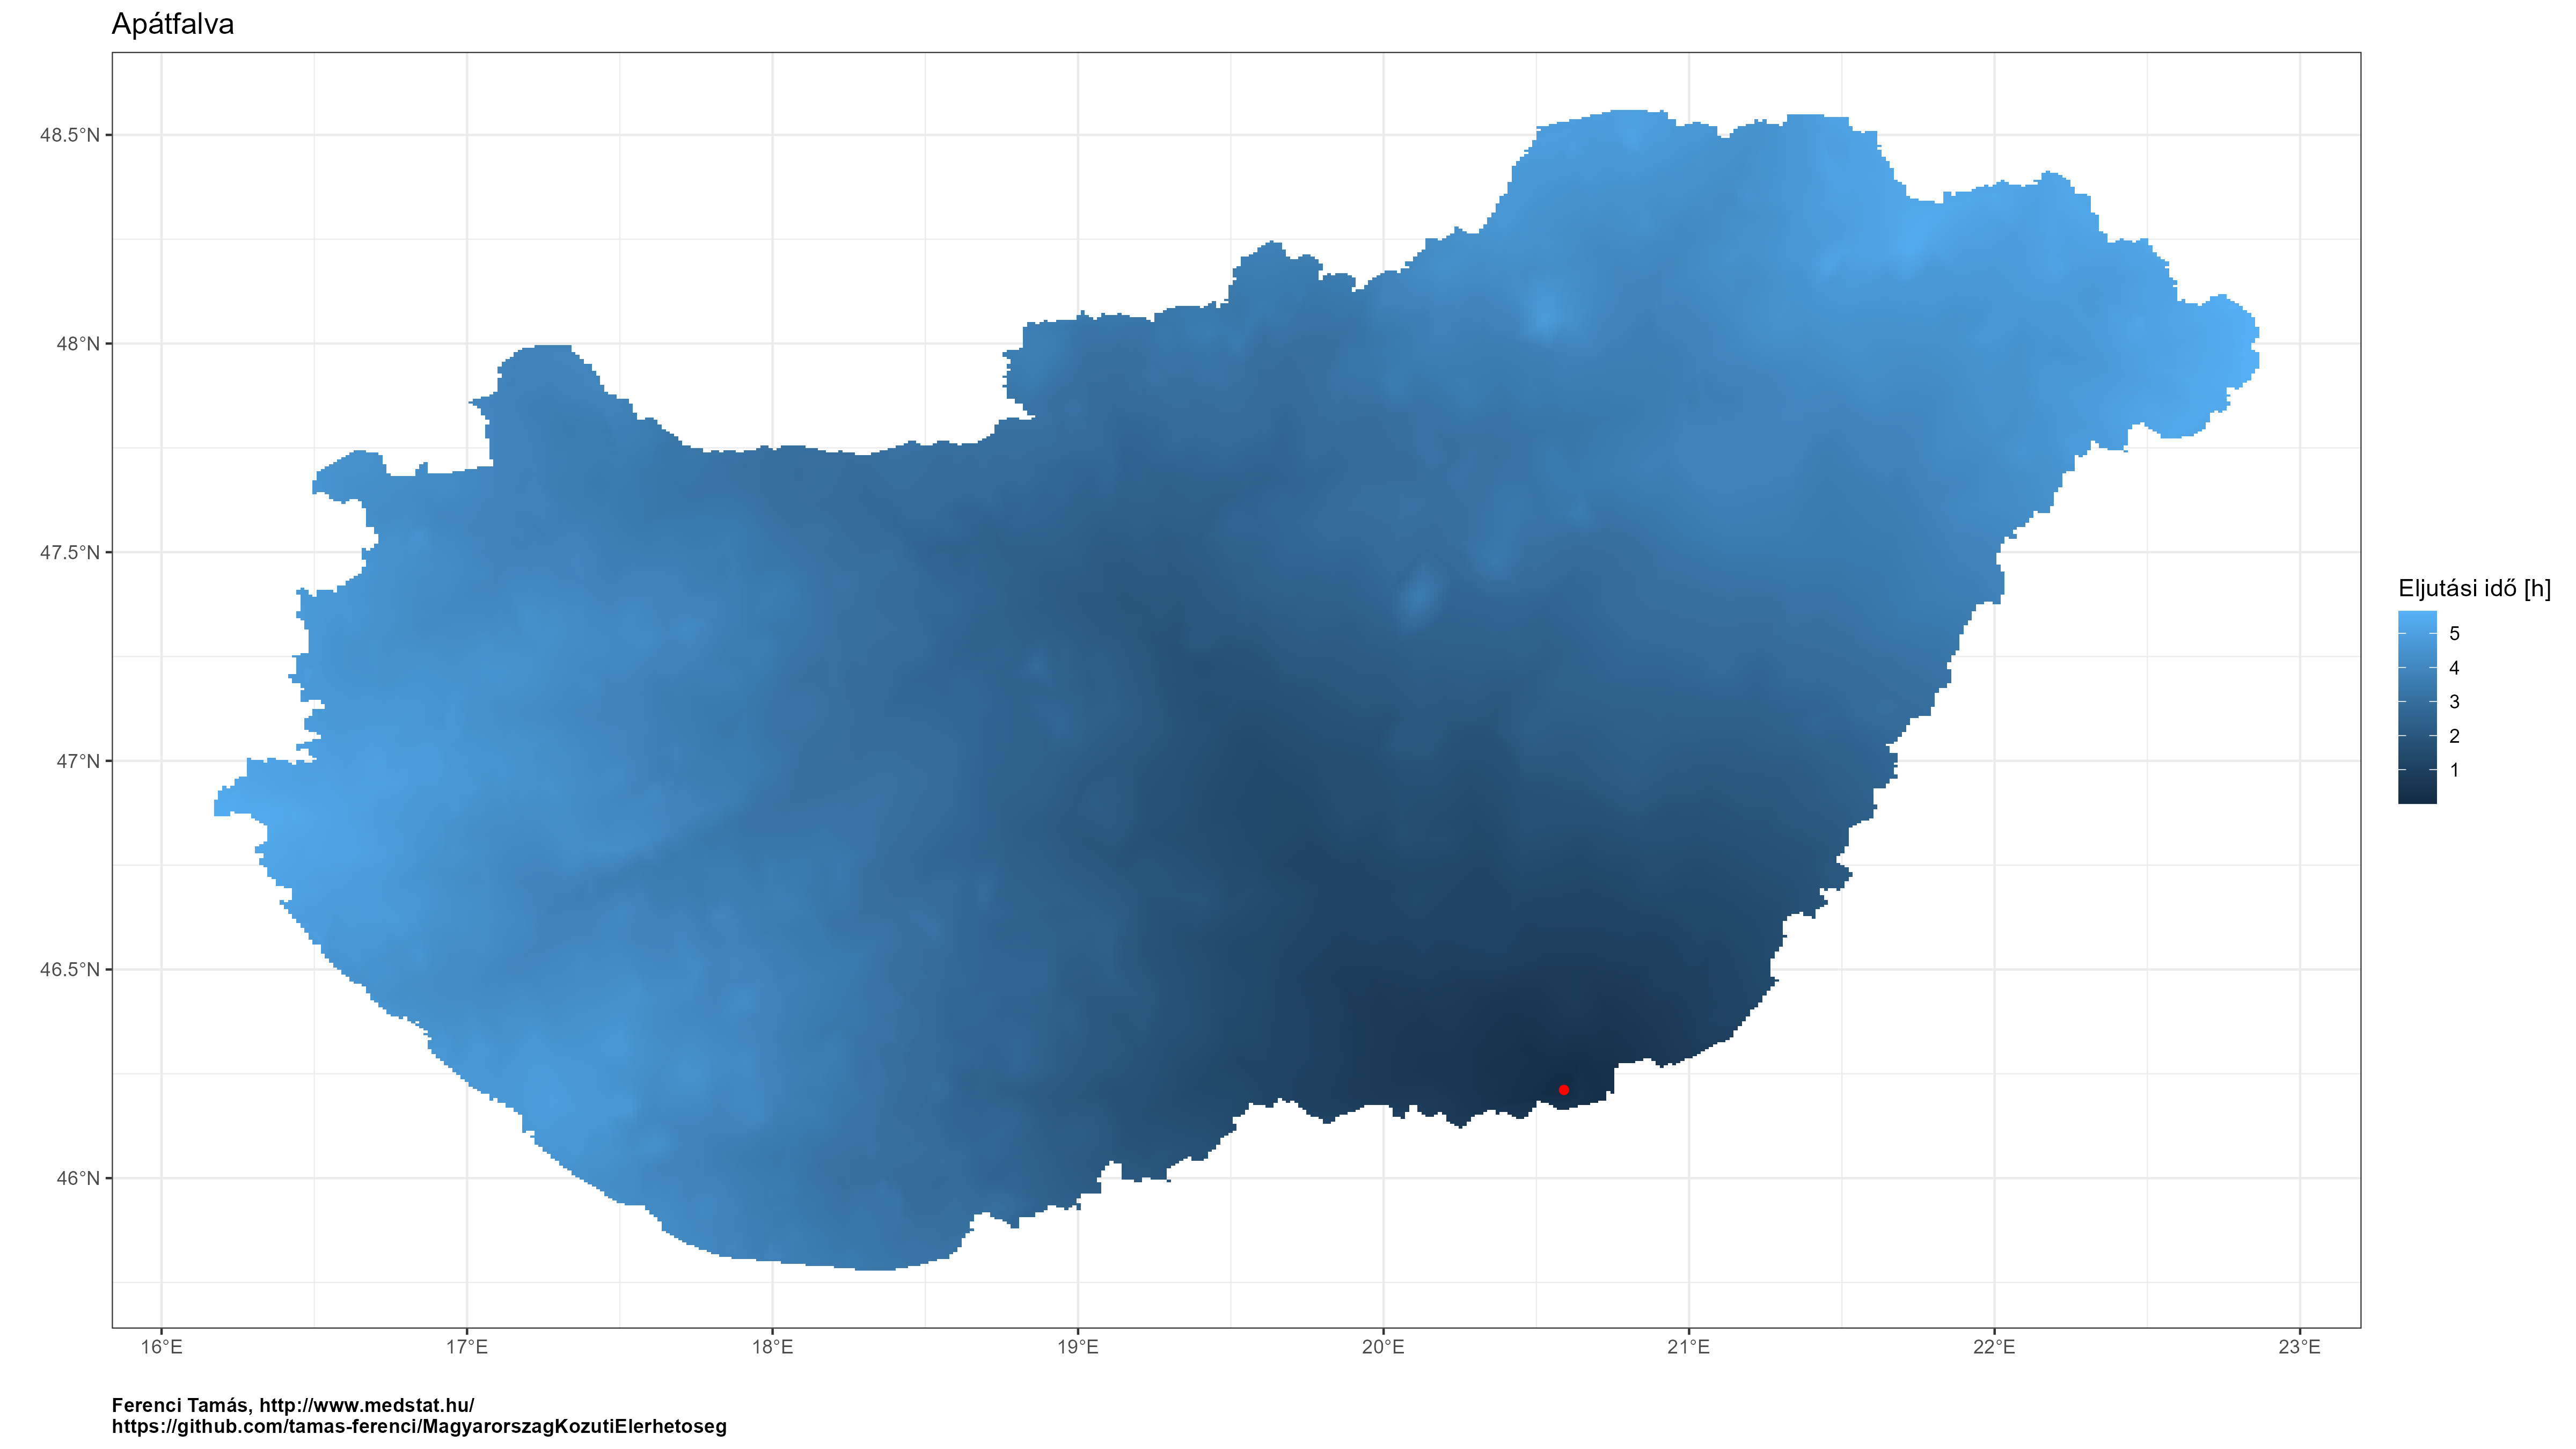 Apátfalva
48.5°N
48°N
47.5°N
47°N
46.5°N
46°N
16°E
17°E
18°E
19°E
20°E
21°E
22°E
23°E
Eljutási idő [h]
5
4
3
2
1
Ferenci Tamás, http://www.medstat.hu/
https://github.com/tamas-ferenci/MagyarorszagKozutiElerhetoseg